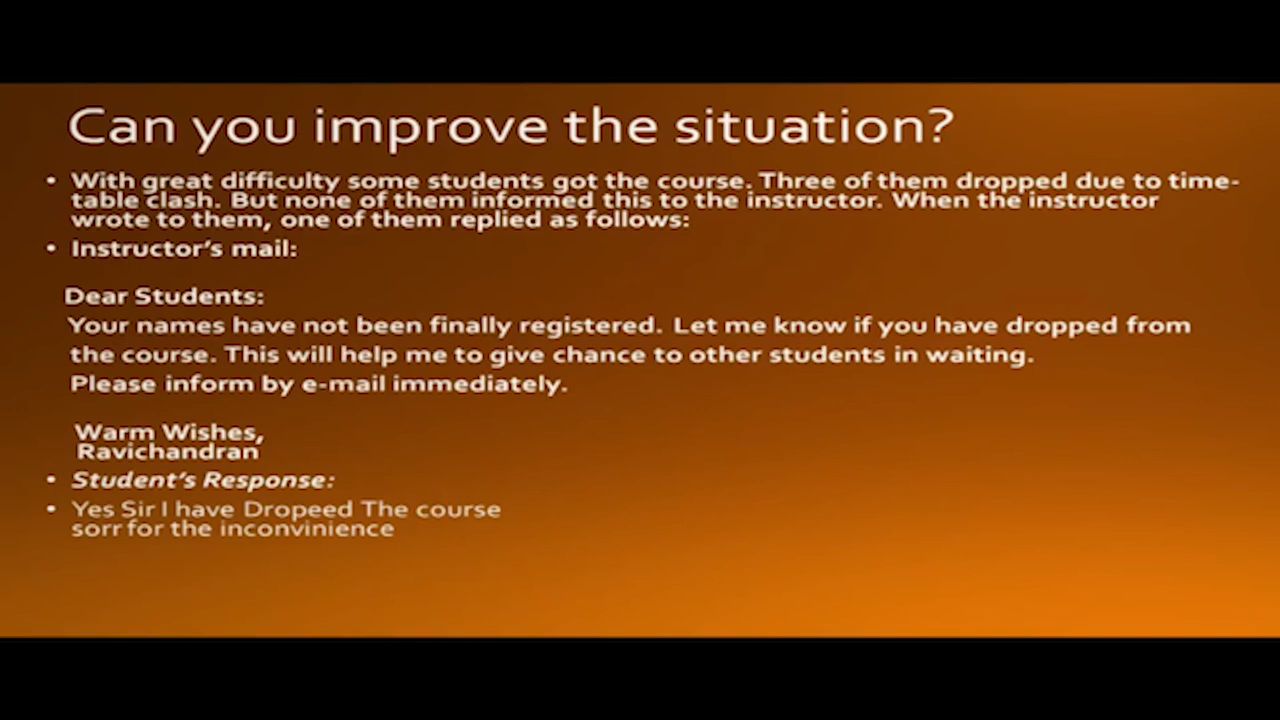 Can you improve the situation?
• With great difficulty some students got the course. Three of them dropped due to time-
table clash. But none of them informed this to the instructor. When the instructor
wrote to them, one of them replied as follows:
• Instructor's mail:
Dear Students:
Your names have not been finally registered. Let me know if you have dropped from
the course. This will help me to give chance to other students in waiting.
Please inform by e-mail immediately.
Warm Wishes,
Ravichandran
• Student's Response:
• Yes Sir I have Dropeed The course
sorr for the inconvinience